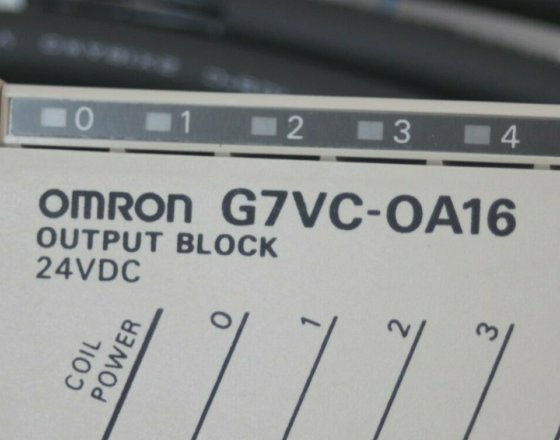 0 1 2 3 4
OMRON G7VC-OA16
OUTPUT BLOCK
24VDC
COIL
POWER
0 1 2 3